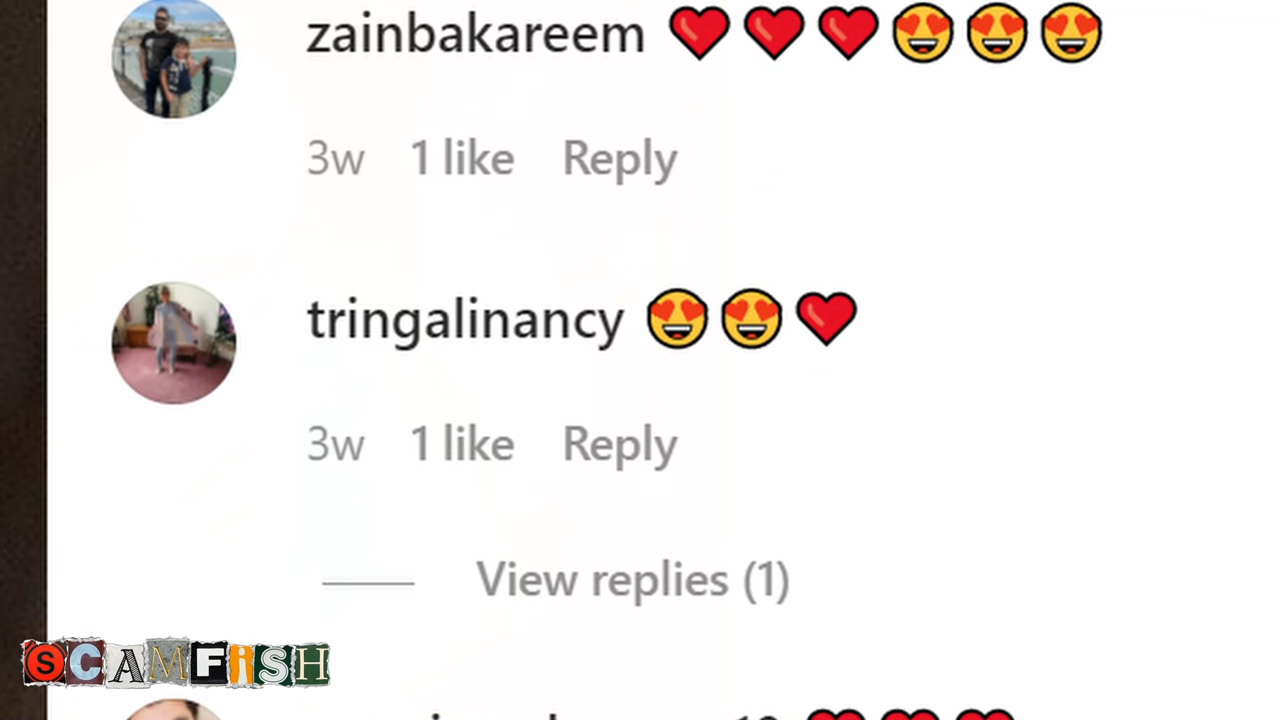 zainbakareem ❤️❤️❤️😍😍😍
3w 1 like Reply
tringalinancy 😍😍❤️
3w 1 like Reply
View replies (1)
SCAMFiSH